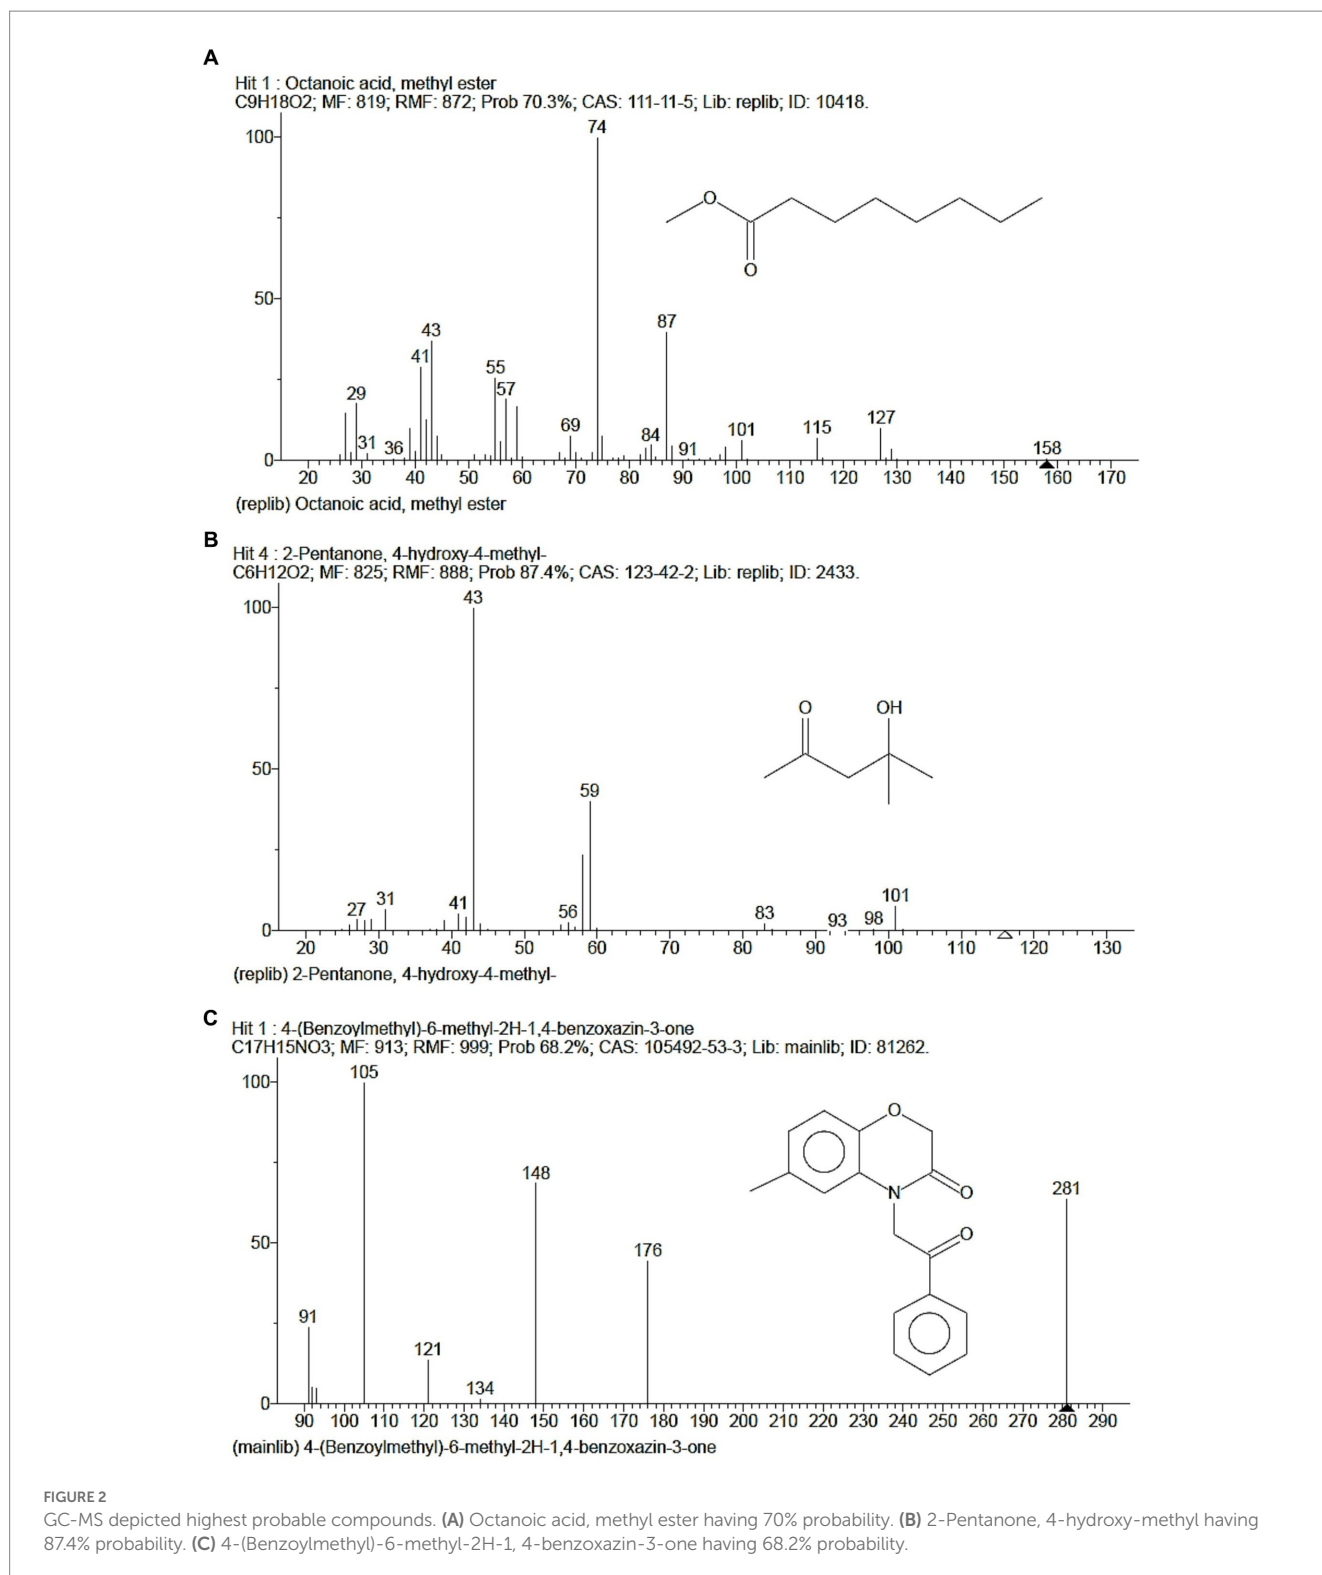 A
Hit 1 : Octanoic acid, methyl ester
C9H18O2; MF: 819; RMF: 872; Prob 70.3%; CAS: 111-11-5; Lib: replib; ID: 10418.
100
74
O
O
50
87
43
41
55
57
29
69
84
91
101
115
127
31
36
158
0
20 30 40 50 60 70 80 90 100 110 120 130 140 150 160 170
(replib) Octanoic acid, methyl ester
B
Hit 4 : 2-Pentanone, 4-hydroxy-4-methyl-
C6H12O2; MF: 825; RMF: 888; Prob 87.4%; CAS: 123-42-2; Lib: replib; ID: 2433.
100
43
O OH
50
59
27
31
41
56
83
93
98
101
0
20 30 40 50 60 70 80 90 100 110 120 130
(replib) 2-Pentanone, 4-hydroxy-4-methyl-
C
Hit 1 : 4-(Benzoylmethyl)-6-methyl-2H-1,4-benzoxazin-3-one
C17H15NO3; MF: 913; RMF: 999; Prob 68.2%; CAS: 105492-53-3; Lib: mainlib; ID: 81262.
100
105
O
148
N O
281
O
50
176
91
121
134
0
90 100 110 120 130 140 150 160 170 180 190 200 210 220 230 240 250 260 270 280 290
(mainlib) 4-(Benzoylmethyl)-6-methyl-2H-1,4-benzoxazin-3-one
FIGURE 2
GC-MS depicted highest probable compounds. (A) Octanoic acid, methyl ester having 70% probability. (B) 2-Pentanone, 4-hydroxy-methyl having
87.4% probability. (C) 4-(Benzoylmethyl)-6-methyl-2H-1, 4-benzoxazin-3-one having 68.2% probability.